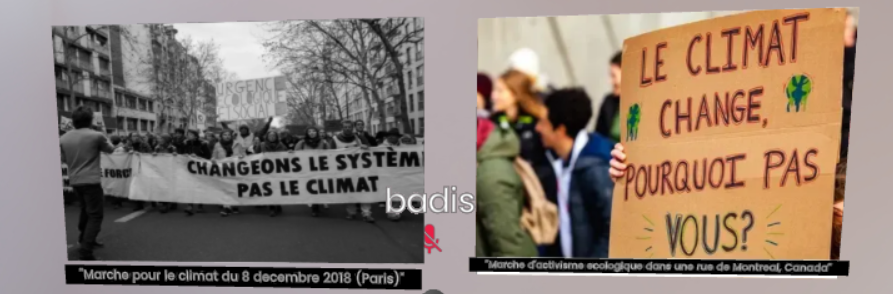 URGENCE
CHANGEONS LE SYSTÈM
PAS LE CLIMAT
"Marche pour le climat du 8 decembre 2018 (Paris)"
badis
LE CLIMAT
CHANGE,
POURQUOI PAS
VOUS?
"Marche d'activisme ecologique dans une rue de Montreal, Canada"